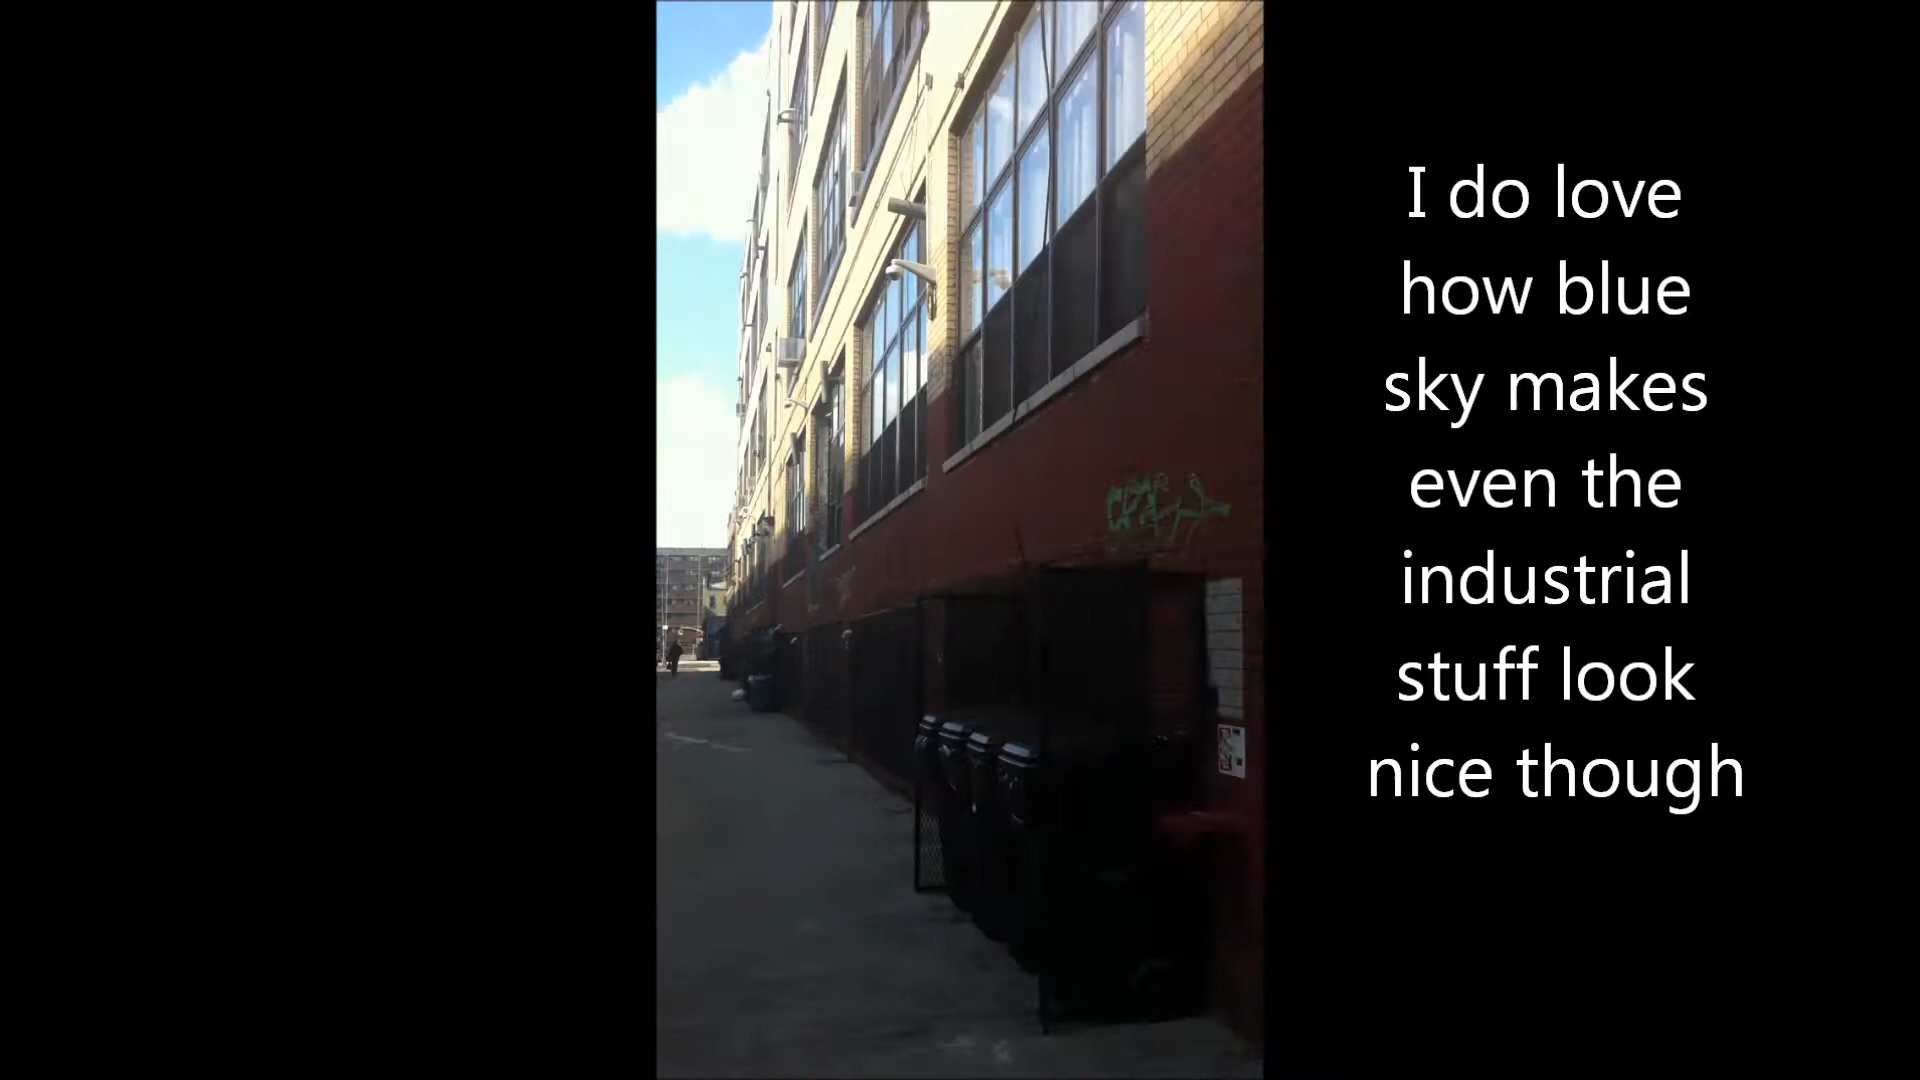 I do love
how blue
sky makes
even the
industrial
stuff look
nice though